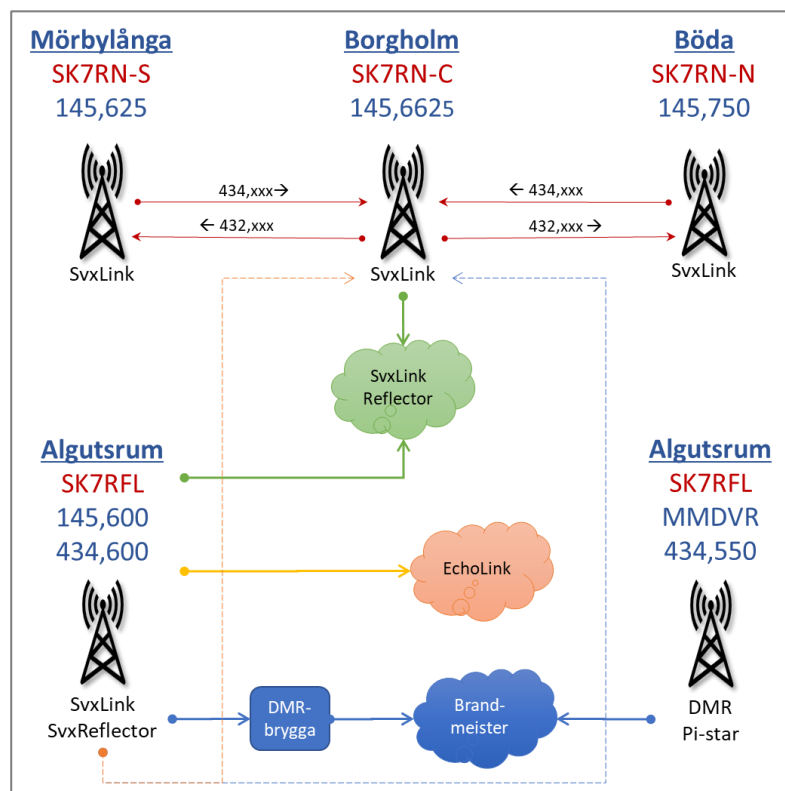 Mörbylånga
SK7RN-S
145,625
Borgholm
SK7RN-C
145,6625
Böda
SK7RN-N
145,750
434,xxx→
← 434,xxx
← 432,xxx
432,xxx →
SvxLink
SvxLink
SvxLink
SvxLink
Reflector
Algutsrum
SK7RFL
145,600
434,600
Algutsrum
SK7RFL
MMDVR
434,550
EchoLink
SvxLink
SvxReflector
DMR-
brygga
Brand-
meister
DMR
Pi-star